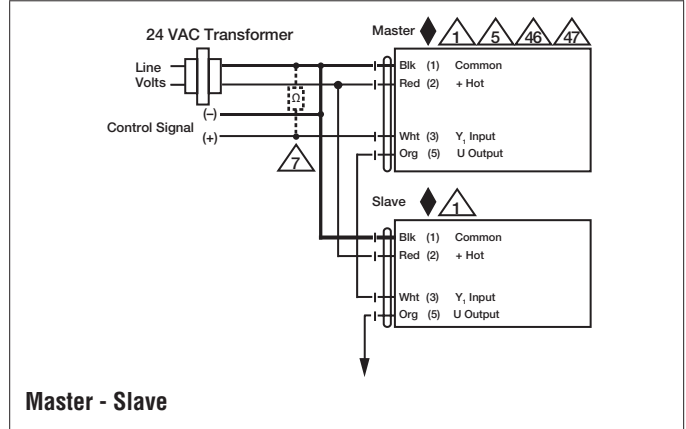 24 VAC Transformer
Line
Volts
Ω
(–)
Control Signal
(+)
7
Master
1
5
46
47
Blk (1) Common
Red (2) + Hot
Wht (3) Y1 Input
Org (5) U Output
Slave
1
Blk (1) Common
Red (2) + Hot
Wht (3) Y1 Input
Org (5) U Output
Master - Slave